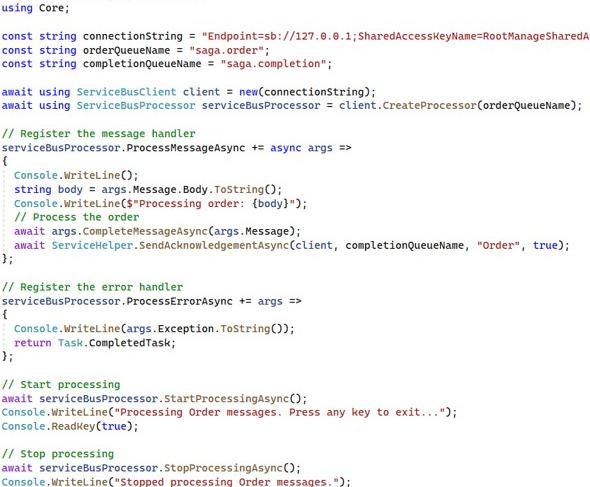 using Core;
const string connectionString = "Endpoint=sb://127.0.0.1;SharedAccessKeyName=RootManageSharedA
const string orderQueueName = "saga.order";
const string completionQueueName = "saga.completion";
await using ServiceBusClient client = new(connectionString);
await using ServiceBusProcessor serviceBusProcessor = client.CreateProcessor(orderQueueName);
// Register the message handler
serviceBusProcessor.ProcessMessageAsync += async args =>
{
Console.WriteLine();
string body = args.Message.Body.ToString();
Console.WriteLine($"Processing order: {body}");
// Process the order
await args.CompleteMessageAsync(args.Message);
await ServiceHelper.SendAcknowledgementAsync(client, completionQueueName, "Order", true);
};
// Register the error handler
serviceBusProcessor.ProcessErrorAsync += args =>
{
Console.WriteLine(args.Exception.ToString());
return Task.CompletedTask;
};
// Start processing
await serviceBusProcessor.StartProcessingAsync();
Console.WriteLine("Processing Order messages. Press any key to exit...");
Console.ReadKey(true);
// Stop processing
await serviceBusProcessor.StopProcessingAsync();
Console.WriteLine("Stopped processing Order messages.");